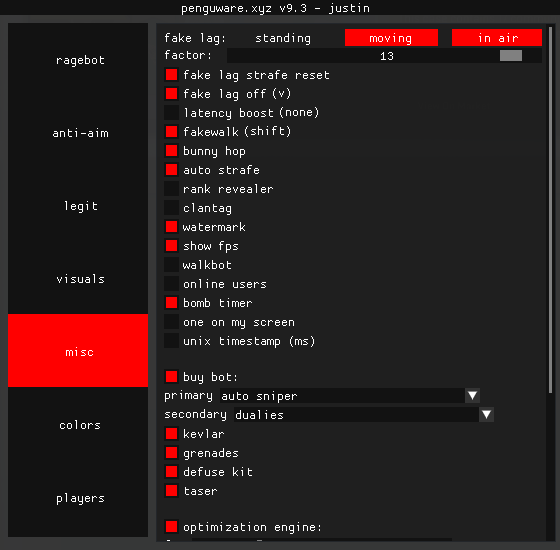 penguware.xyz v9.3 - justin
ragebot
anti-aim
legit
visuals
misc
colors
players
fake lag: standing moving in air
factor: 13
fake lag strafe reset
fake lag off (v)
latency boost (none)
fakewalk (shift)
bunny hop
auto strafe
rank revealer
clantag
watermark
show fps
walkbot
online users
bomb timer
one on my screen
unix timestamp (ms)
buy bot:
primary auto sniper
secondary dualies
kevlar
grenades
defuse kit
taser
optimization engine: